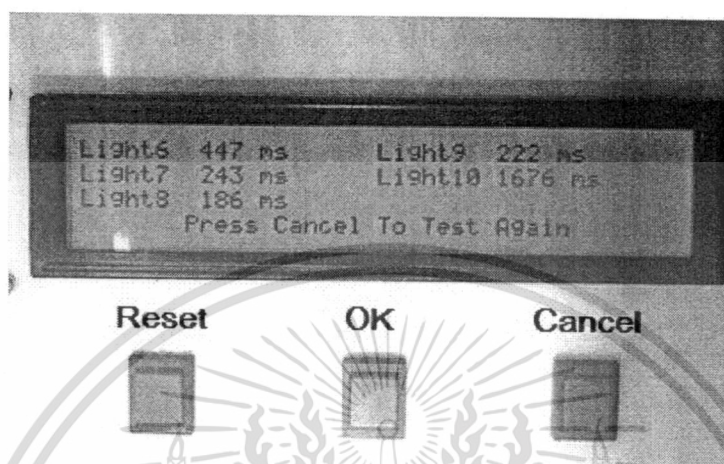 Light6 447 ms Light9 222 ms
Light7 243 ms Light10 1676 ms
Light8 186 ms
Press Cancel To Test Again
Reset OK Cancel